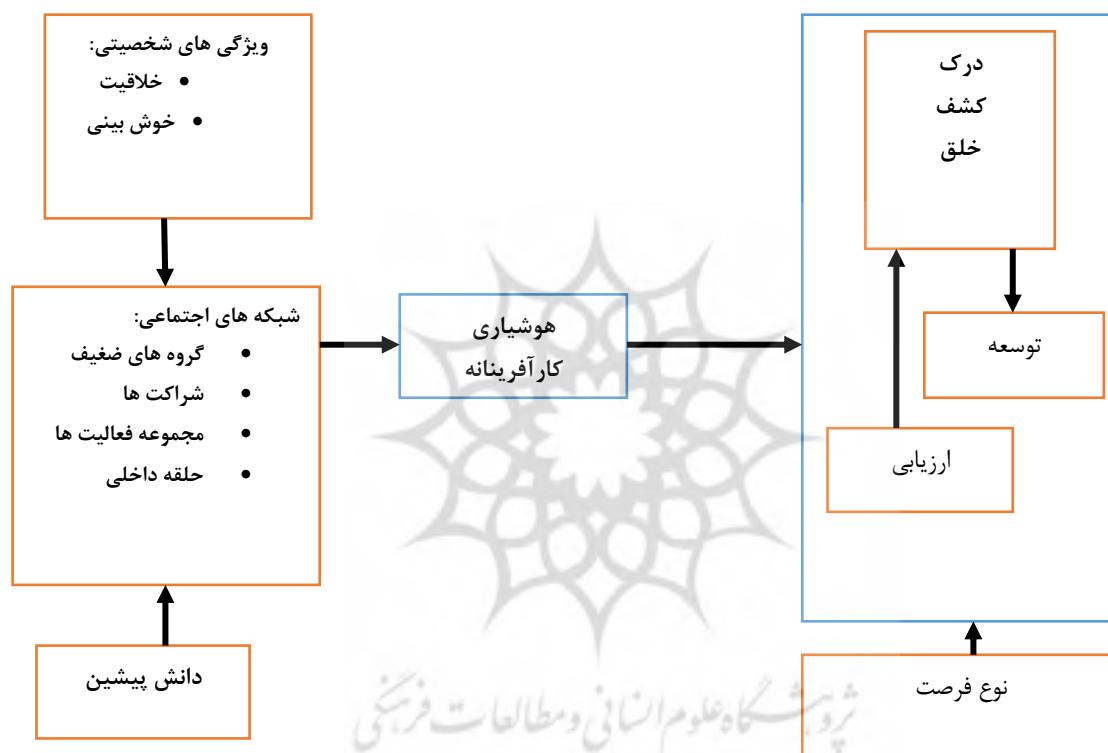 ویژگی های شخصیتی:
• خلاقیت
• خوش بینی
درک
کشف
خلق
شبکه های اجتماعی:
• گروه های ضغیف
• شراکت ها
• مجموعه فعالیت ها
• حلقه داخلی
هوشیاری
کارآفرینانه
توسعه
ارزیابی
دانش پیشین
نوع فرصت
پژوهشگاه علوم انسانی و مطالعات فرهنگی